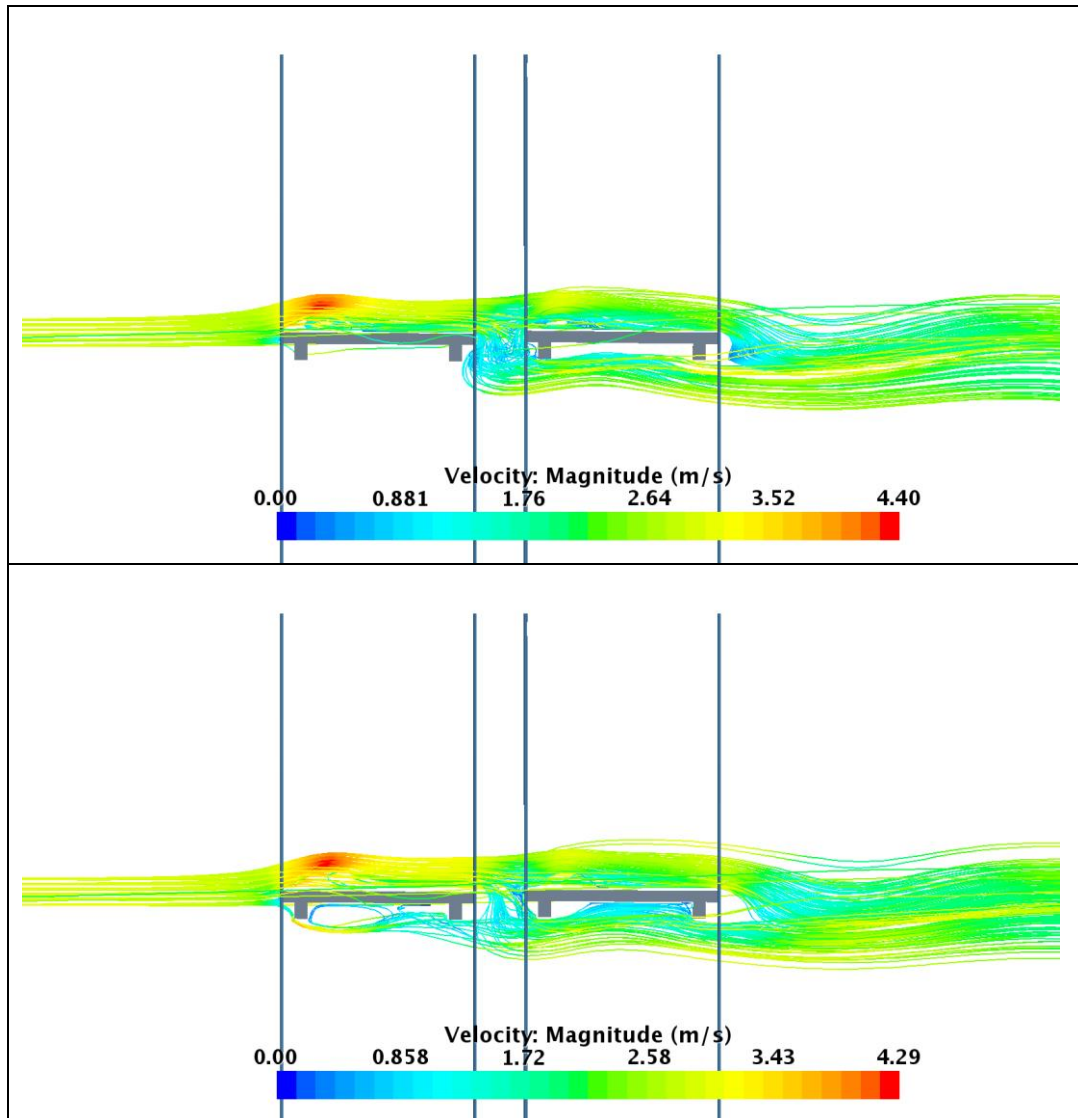 Velocity: Magnitude (m/s)
0.00 0.881 1.76 2.64 3.52 4.40
Velocity: Magnitude (m/s)
0.00 0.858 1.72 2.58 3.43 4.29